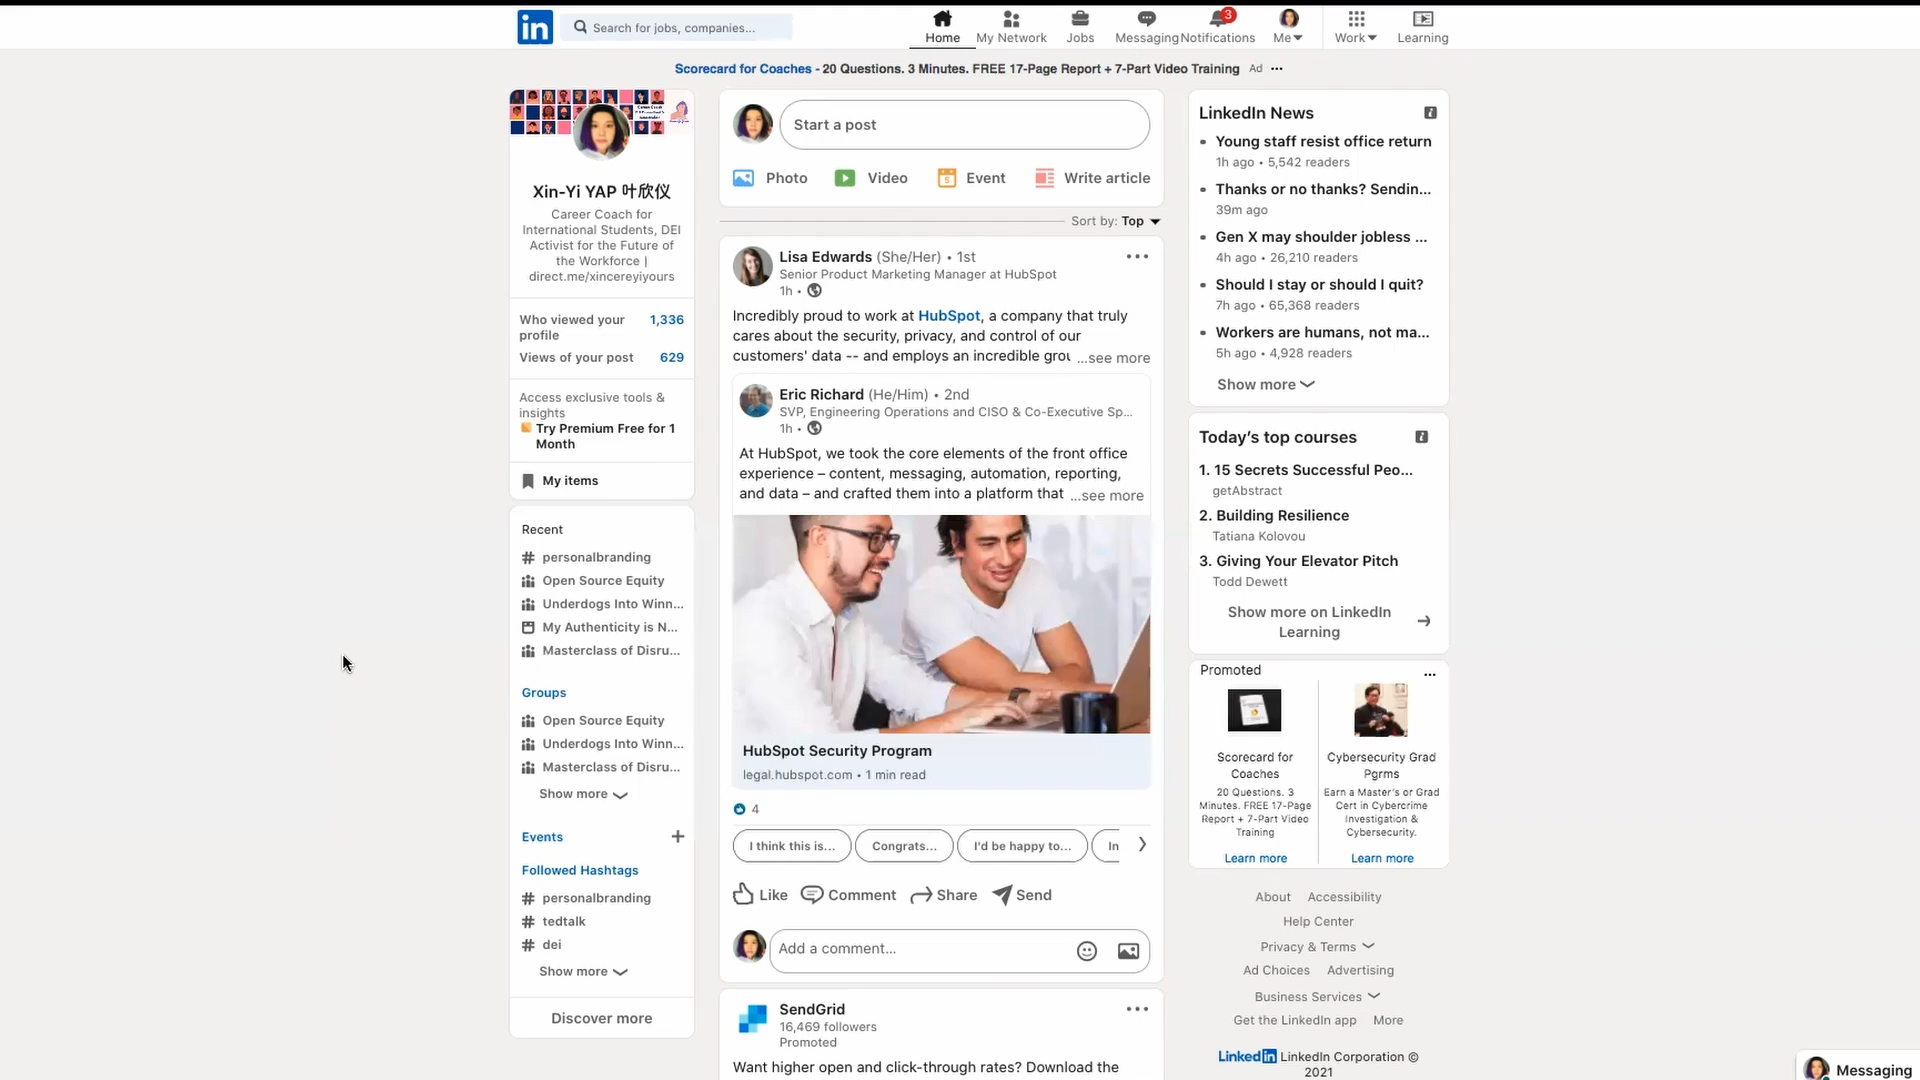 in
Search for jobs, companies...
Home
My Network
Jobs
Messaging
3
Notifications
Me
Work
Learning
Scorecard for Coaches - 20 Questions. 3 Minutes. FREE 17-Page Report + 7-Part Video Training Ad ...
Xin-Yi YAP 叶欣仪
Career Coach for
International Students, DEI
Activist for the Future of
the Workforce |
direct.me/xincereyiyours
Who viewed your 1,336
profile
Views of your post 629
Access exclusive tools &
insights
Try Premium Free for 1
Month
My items
Recent
# personalbranding
Open Source Equity
Underdogs Into Winn...
My Authenticity is N...
Masterclass of Disru...
Groups
Open Source Equity
Underdogs Into Winn...
Masterclass of Disru...
Show more
Events +
Followed Hashtags
# personalbranding
# tedtalk
# dei
Show more
Discover more
Start a post
Photo Video Event Write article
Sort by: Top
Lisa Edwards (She/Her) • 1st
Senior Product Marketing Manager at HubSpot
1h •
Incredibly proud to work at HubSpot, a company that truly
cares about the security, privacy, and control of our
customers' data -- and employs an incredible grou ...see more
Eric Richard (He/Him) • 2nd
SVP, Engineering Operations and CISO & Co-Executive Sp...
1h •
At HubSpot, we took the core elements of the front office
experience – content, messaging, automation, reporting,
and data – and crafted them into a platform that ...see more
HubSpot Security Program
legal.hubspot.com • 1 min read
4
I think this is... Congrats... I'd be happy to... In
Like Comment Share Send
Add a comment...
SendGrid
16,469 followers
Promoted
Want higher open and click-through rates? Download the
LinkedIn News
Young staff resist office return
1h ago • 5,542 readers
Thanks or no thanks? Sendin...
39m ago
Gen X may shoulder jobless ...
4h ago • 26,210 readers
Should I stay or should I quit?
7h ago • 65,368 readers
Workers are humans, not ma...
5h ago • 4,928 readers
Show more
Today's top courses
1. 15 Secrets Successful Peo...
getAbstract
2. Building Resilience
Tatiana Kolovou
3. Giving Your Elevator Pitch
Todd Dewett
Show more on LinkedIn
Learning
Promoted ...
Scorecard for
Coaches
20 Questions. 3
Minutes. FREE 17-Page
Report + 7-Part Video
Training
Learn more
Cybersecurity Grad
Pgrms
Earn a Master's or Grad
Cert in Cybercrime
Investigation &
Cybersecurity.
Learn more
About Accessibility
Help Center
Privacy & Terms
Ad Choices Advertising
Business Services
Get the LinkedIn app More
LinkedIn LinkedIn Corporation ©
2021
Messaging